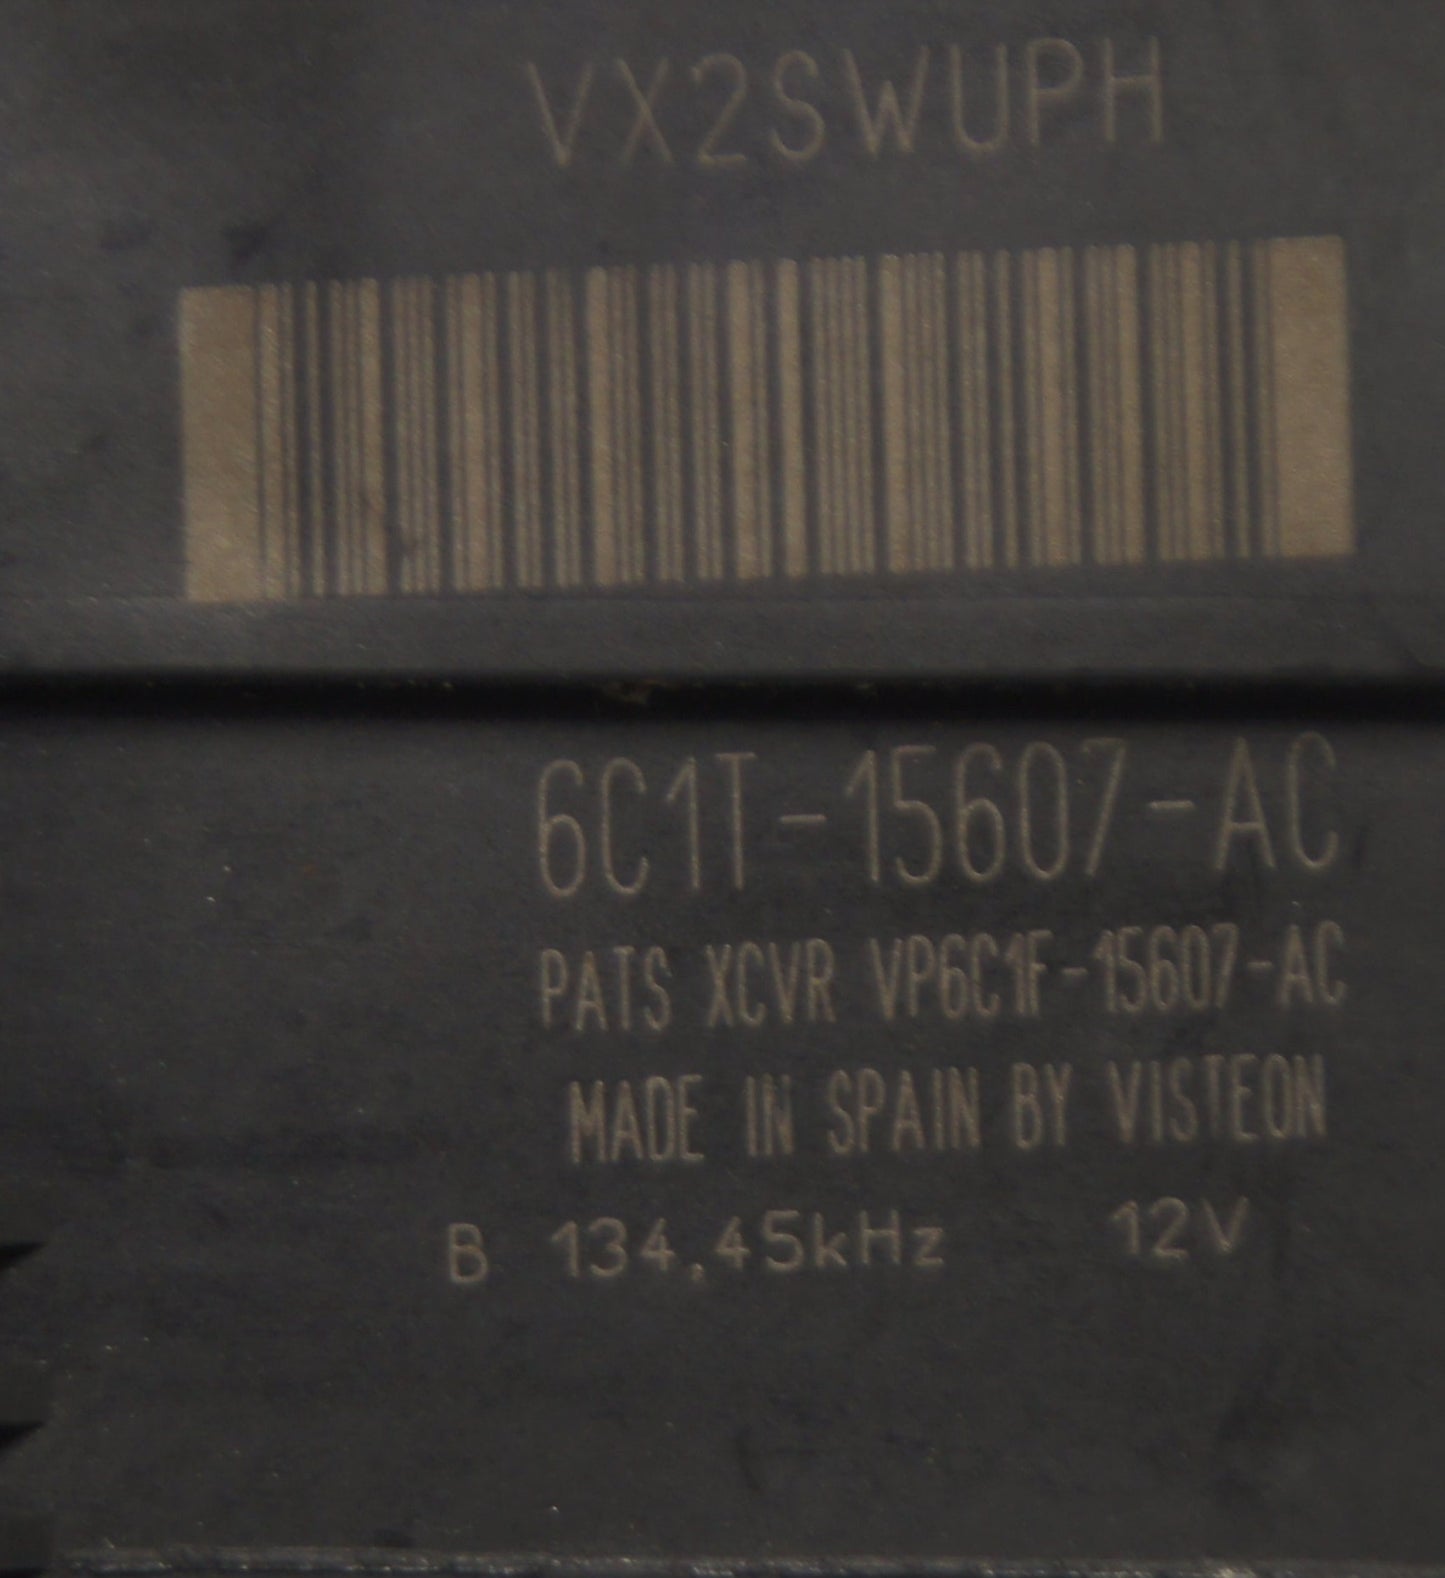 VX2SWUPH
6C1T-15607-AC
PATS XCVR VP6C1F-15607-AC
MADE IN SPAIN BY VISTEON
B 134,45kHz 12V